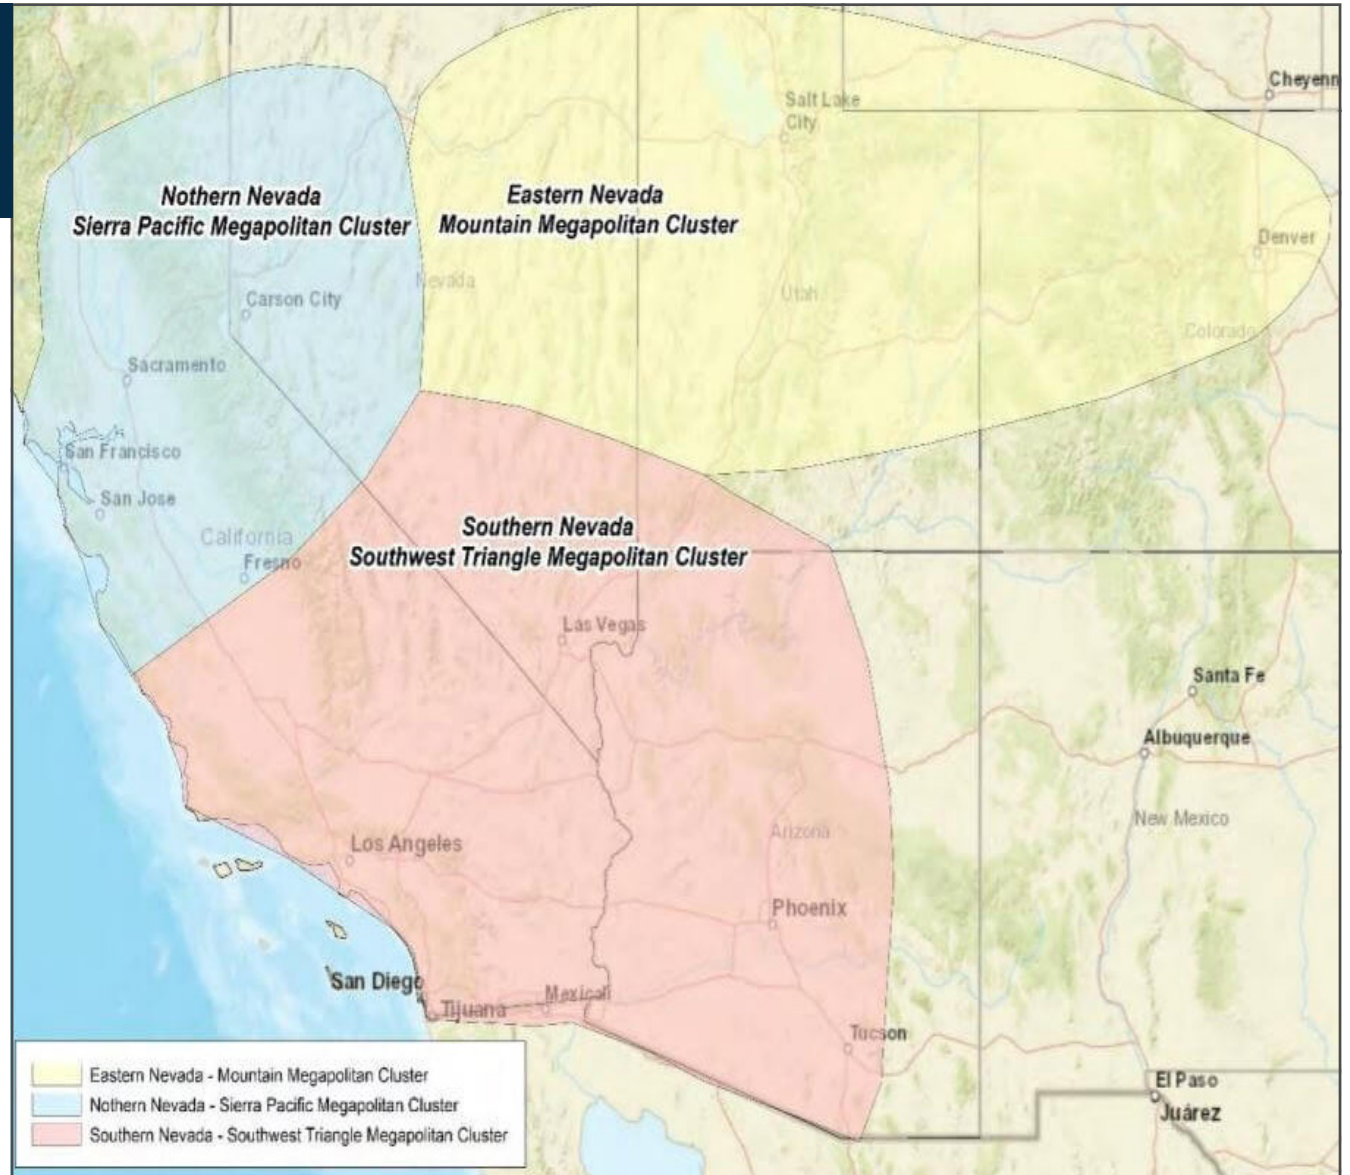 Cheyenn
Salt Lake
City
Nothern Nevada
Sierra Pacific Megapolitan Cluster
Eastern Nevada
Mountain Megapolitan Cluster
Denver
Nevada
Utah
Carson City
Colorado
Sacramento
San Francisco
San Jose
California
Fresno
Southern Nevada
Southwest Triangle Megapolitan Cluster
Las Vegas
Santa Fe
Albuquerque
New Mexico
Arizona
Los Angeles
Phoenix
San Diego
Tijuana
Mexicali
Tucson
El Paso
Juárez
Eastern Nevada - Mountain Megapolitan Cluster
Nothern Nevada - Sierra Pacific Megapolitan Cluster
Southern Nevada - Southwest Triangle Megapolitan Cluster